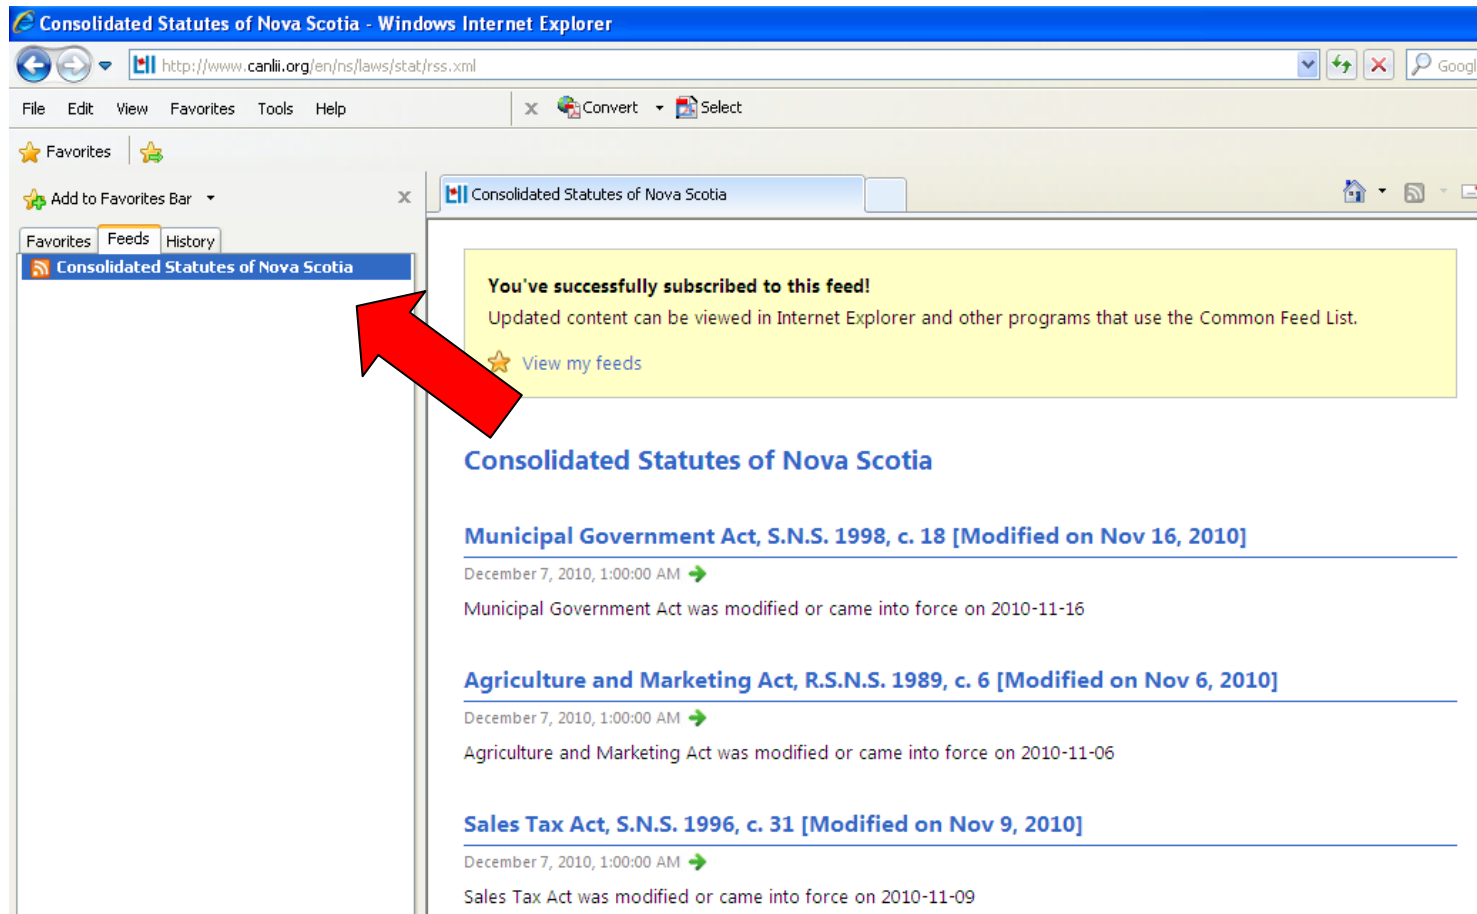 Consolidated Statutes of Nova Scotia - Windows Internet Explorer
http://www.canlii.org/en/ns/laws/stat/rss.xml
Googl
File Edit View Favorites Tools Help
x Convert Select
Favorites
Add to Favorites Bar x
Consolidated Statutes of Nova Scotia
Favorites Feeds History
Consolidated Statutes of Nova Scotia
You've successfully subscribed to this feed!
Updated content can be viewed in Internet Explorer and other programs that use the Common Feed List.
View my feeds
Consolidated Statutes of Nova Scotia
Municipal Government Act, S.N.S. 1998, c. 18 [Modified on Nov 16, 2010]
December 7, 2010, 1:00:00 AM
Municipal Government Act was modified or came into force on 2010-11-16
Agriculture and Marketing Act, R.S.N.S. 1989, c. 6 [Modified on Nov 6, 2010]
December 7, 2010, 1:00:00 AM
Agriculture and Marketing Act was modified or came into force on 2010-11-06
Sales Tax Act, S.N.S. 1996, c. 31 [Modified on Nov 9, 2010]
December 7, 2010, 1:00:00 AM
Sales Tax Act was modified or came into force on 2010-11-09